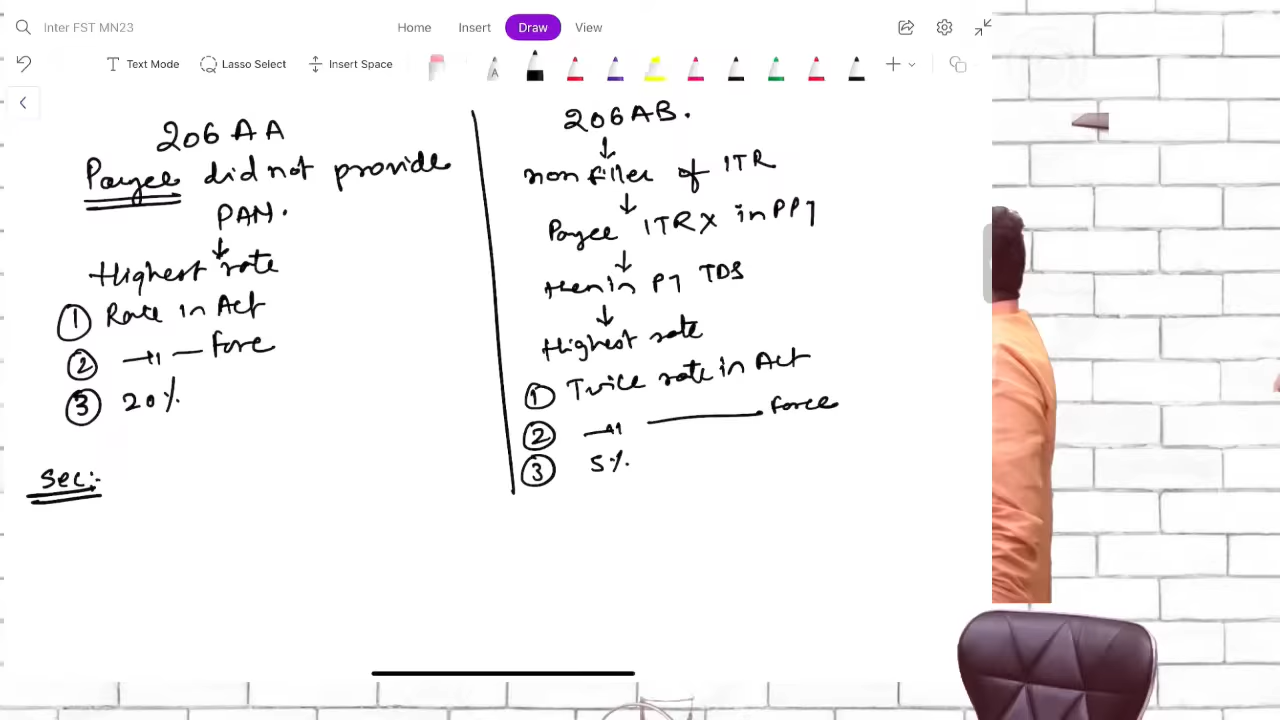 Inter FST MN23
Home Insert Draw View
Text Mode Lasso Select Insert Space
206 AA
Payee did not provide
PAN.
Highest rate
① Rate in Act
② —〃— Force
③ 20%
Sec:-
206AB.
non filler of ITR
Payee ITR X in PPY
then in PY TDS
Highest rate
① Twice rate in Act
② —〃— Force
③ 5%